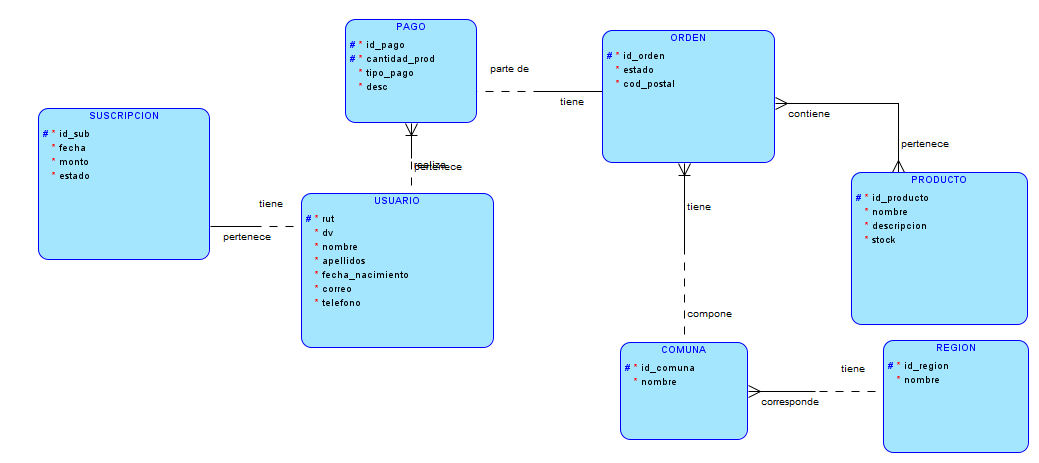 PAGO
# * id_pago
# * cantidad_prod
* tipo_pago
* desc
parte de
tiene
ORDEN
# * id_orden
* estado
* cod_postal
contiene
pertenece
SUSCRIPCION
# * id_sub
* fecha
* monto
* estado
realiza
pertenece
tiene
pertenece
USUARIO
# * rut
* dv
* nombre
* apellidos
* fecha_nacimiento
* correo
* telefono
PRODUCTO
# * id_producto
* nombre
* descripcion
* stock
tiene
compone
COMUNA
# * id_comuna
* nombre
tiene
corresponde
REGION
# * id_region
* nombre